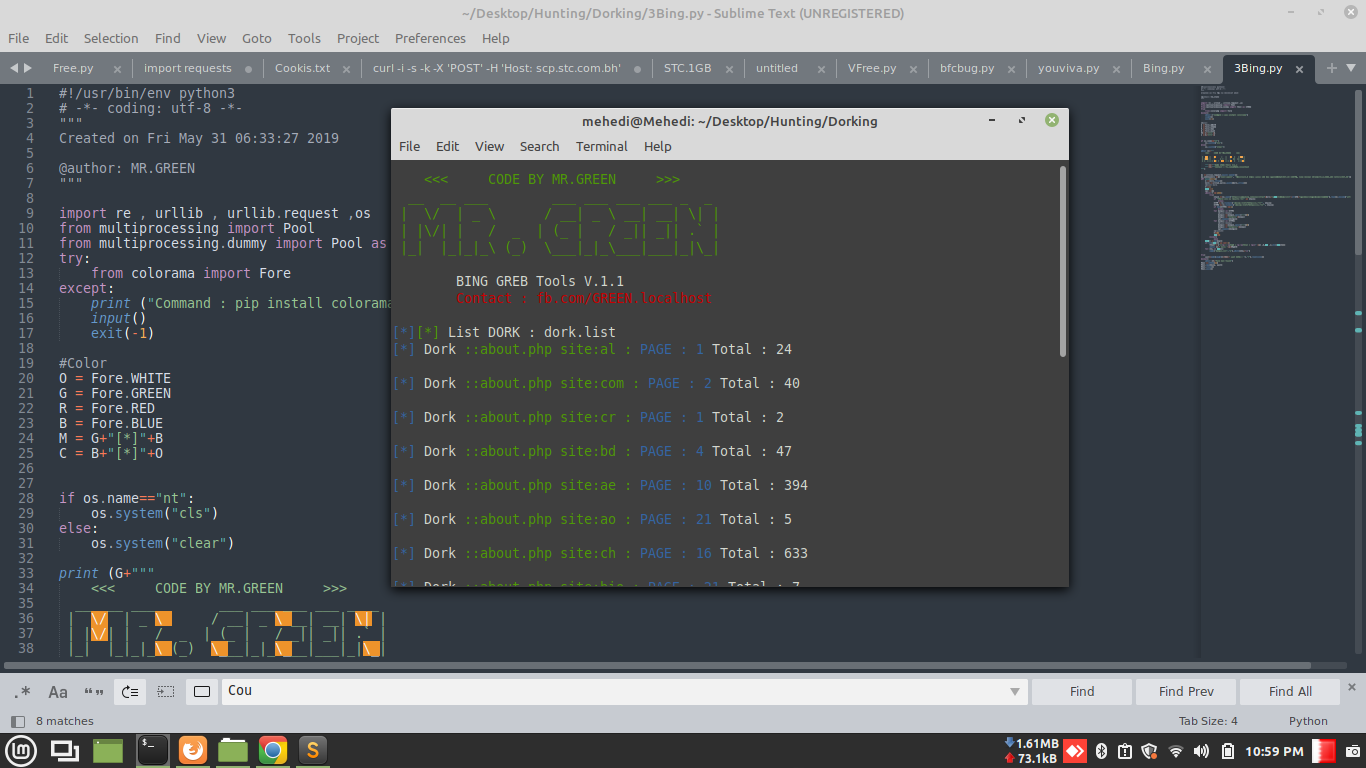 ~/Desktop/Hunting/Dorking/3Bing.py - Sublime Text (UNREGISTERED)
File Edit Selection Find View Goto Tools Project Preferences Help
Free.py import requests Cookis.txt curl -i -s -k -X 'POST' -H 'Host: scp.stc.com.bh' STC.1GB untitled VFree.py bfcbug.py youviva.py Bing.py 3Bing.py
1 #!/usr/bin/env python3
2 # -*- coding: utf-8 -*-
3 """
4 Created on Fri May 31 06:33:27 2019
5
6 @author: MR.GREEN
7 """
8
9 import re , urllib , urllib.request ,os
10 from multiprocessing import Pool
11 from multiprocessing.dummy import Pool as
12 try:
13 from colorama import Fore
14 except:
15 print ("Command : pip install colorama
16 input()
17 exit(-1)
18
19 #Color
20 O = Fore.WHITE
21 G = Fore.GREEN
22 R = Fore.RED
23 B = Fore.BLUE
24 M = G+"[*]"+B
25 C = B+"[*]"+O
26
27
28 if os.name=="nt":
29 os.system("cls")
30 else:
31 os.system("clear")
32
33 print (G+"""
34 <<< CODE BY MR.GREEN >>>
35
36
37
38
mehedi@Mehedi: ~/Desktop/Hunting/Dorking
File Edit View Search Terminal Help
<<< CODE BY MR.GREEN >>>
MR. GREEN
BING GREB Tools V.1.1
Contact : fb.com/GREEN.localhost
[*][*] List DORK : dork.list
[*] Dork ::about.php site:al : PAGE : 1 Total : 24
[*] Dork ::about.php site:com : PAGE : 2 Total : 40
[*] Dork ::about.php site:cr : PAGE : 1 Total : 2
[*] Dork ::about.php site:bd : PAGE : 4 Total : 47
[*] Dork ::about.php site:ae : PAGE : 10 Total : 394
[*] Dork ::about.php site:ao : PAGE : 21 Total : 5
[*] Dork ::about.php site:ch : PAGE : 16 Total : 633
[*] Dork ::about.php site:bio : PAGE : 21 Total : 7
.* Aa “” Cou Find Find Prev Find All
8 matches Tab Size: 4 Python
1.61MB
73.1kB
10:59 PM